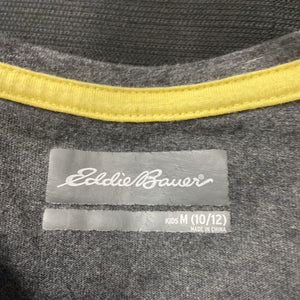 Eddie Bauer®
KIDS M (10/12)
MADE IN CHINA